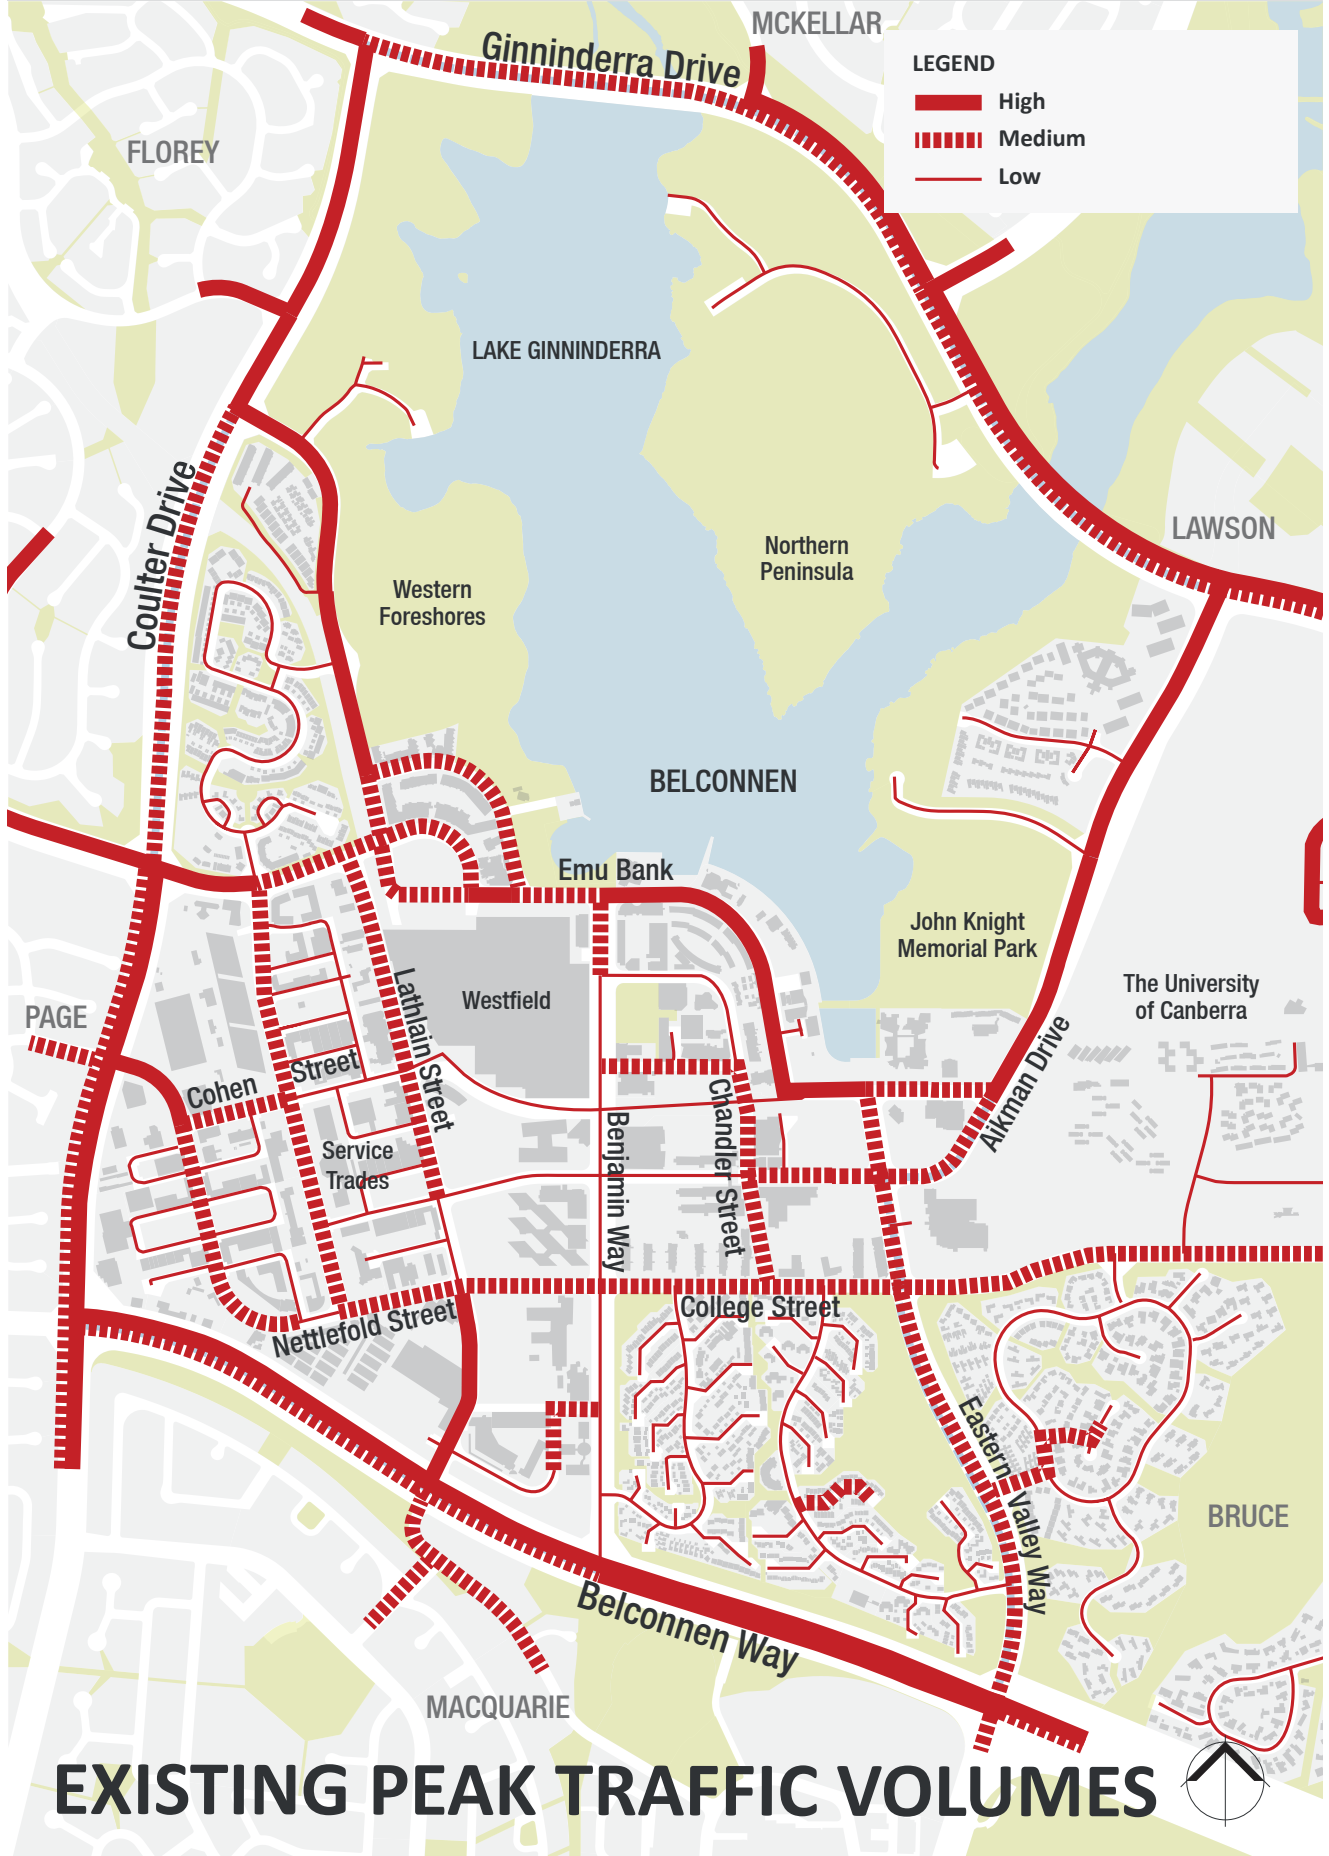 MCKELLAR
Ginninderra Drive
LEGEND
High
Medium
Low
FLOREY
LAKE GINNINDERRA
Coulter Drive
LAWSON
Northern
Peninsula
Western
Foreshores
BELCONNEN
Emu Bank
John Knight
Memorial Park
Westfield
Lathlain Street
The University
of Canberra
PAGE
Cohen Street
Aikman Drive
Chandler Street
Benjamin Way
Service
Trades
College Street
Nettlefold Street
Eastern Valley Way
BRUCE
Belconnen Way
MACQUARIE
EXISTING PEAK TRAFFIC VOLUMES